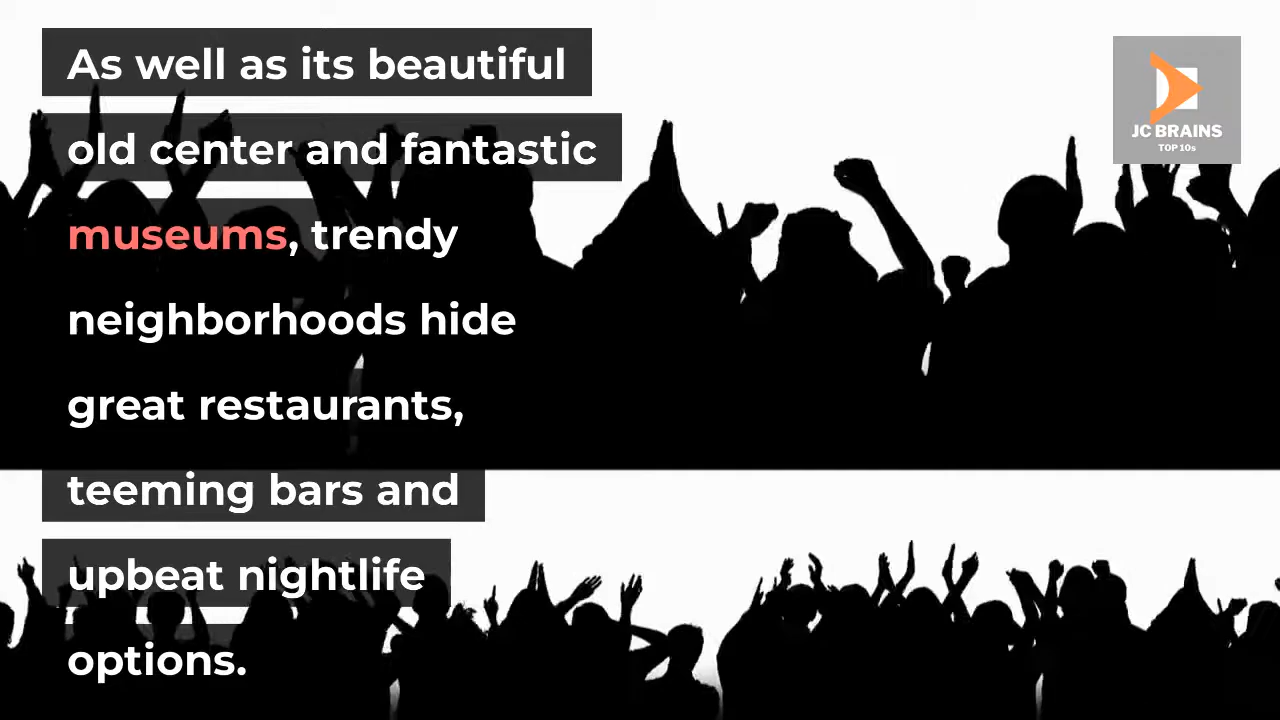 As well as its beautiful
old center and fantastic
museums, trendy
neighborhoods hide
great restaurants,
teeming bars and
upbeat nightlife
options.
JC BRAINS
TOP 10s